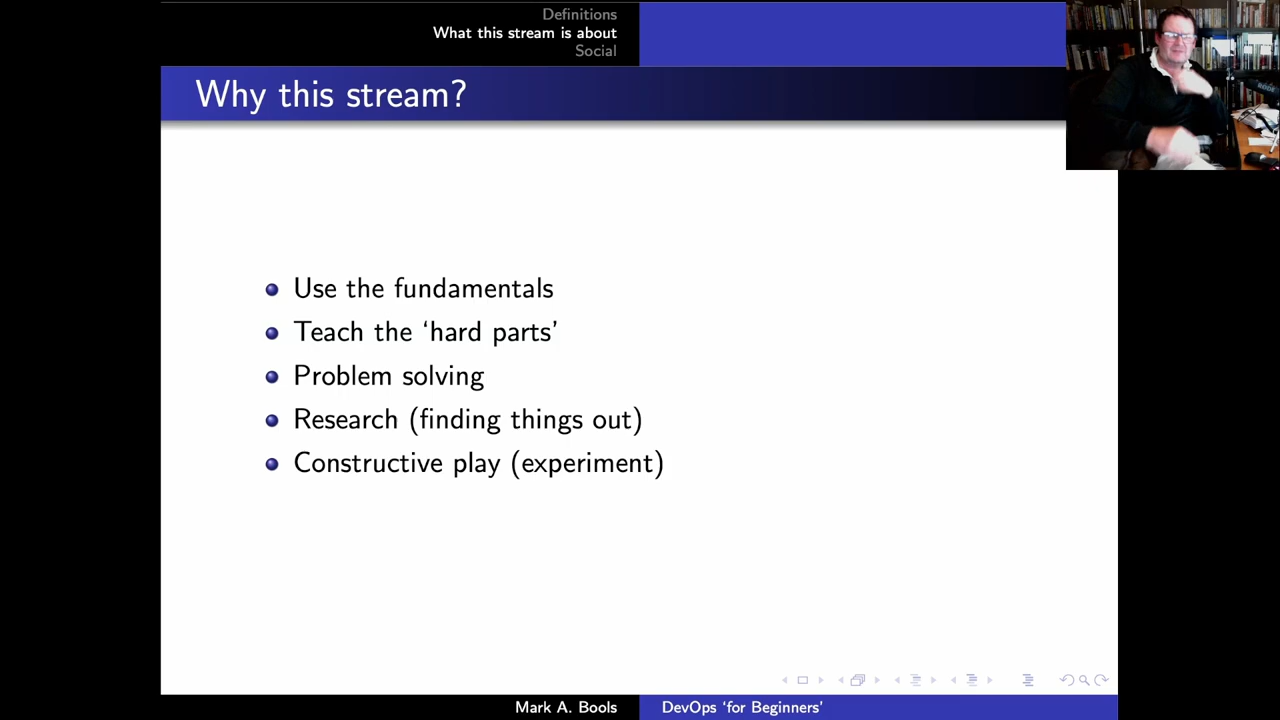 Definitions
What this stream is about
Social
Why this stream?
Use the fundamentals
Teach the ‘hard parts’
Problem solving
Research (finding things out)
Constructive play (experiment)
Mark A. Bools
DevOps ‘for Beginners’